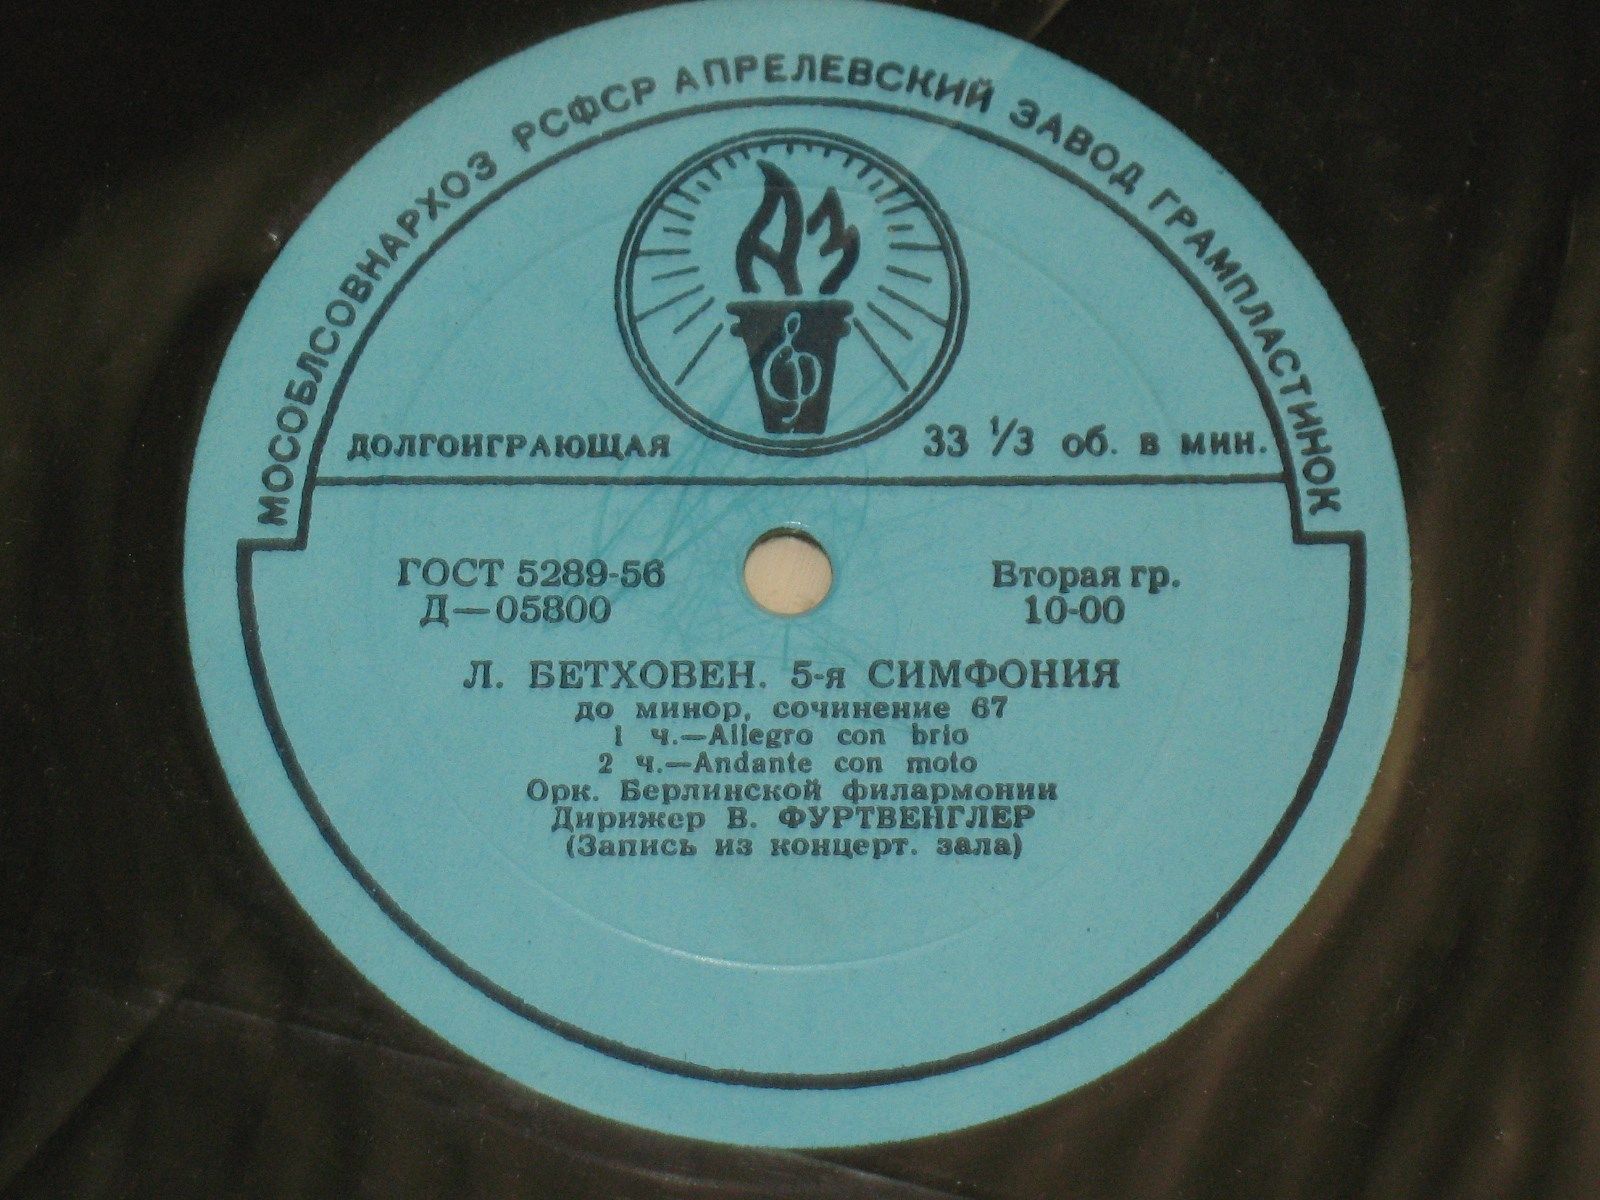 МОСОБЛСОВНАРХОЗ РСФСР АПРЕЛЕВСКИЙ ЗАВОД ГРАМПЛАСТИНОК
АЗ
ДОЛГОИГРАЮЩАЯ 33 1/3 об. в мин.
ГОСТ 5289-56 Вторая гр.
Д—05800 10-00
Л. БЕТХОВЕН. 5-я СИМФОНИЯ
до минор, сочинение 67
1 ч.—Allegro con brio
2 ч.—Andante con moto
Орк. Берлинской филармонии
Дирижер В. ФУРТВЕНГЛЕР
(Запись из концерт. зала)